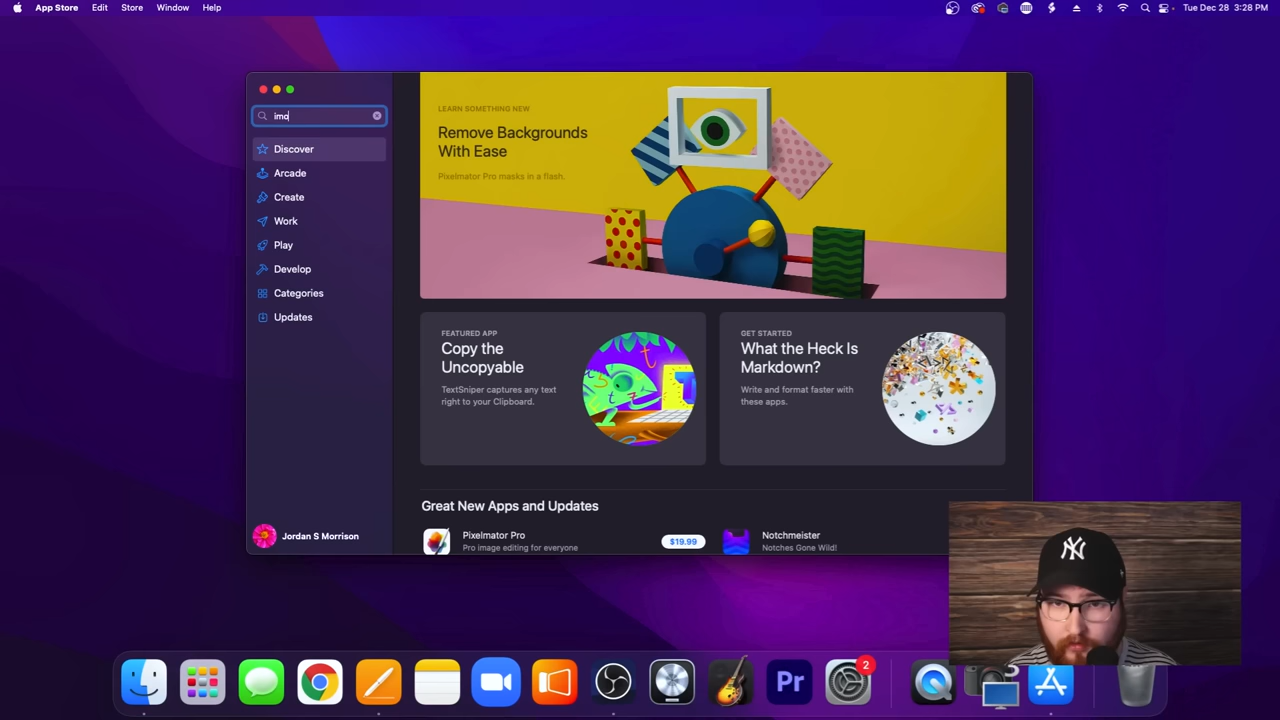 App Store Edit Store Window Help
Tue Dec 28 3:28 PM
imo
Discover
Arcade
Create
Work
Play
Develop
Categories
Updates
Jordan S Morrison
LEARN SOMETHING NEW
Remove Backgrounds
With Ease
Pixelmator Pro masks in a flash.
FEATURED APP
Copy the
Uncopyable
TextSniper captures any text
right to your Clipboard.
GET STARTED
What the Heck Is
Markdown?
Write and format faster with
these apps.
Great New Apps and Updates
Pixelmator Pro
Pro image editing for everyone
$19.99
Notchmeister
Notches Gone Wild!
NY
Pr
2